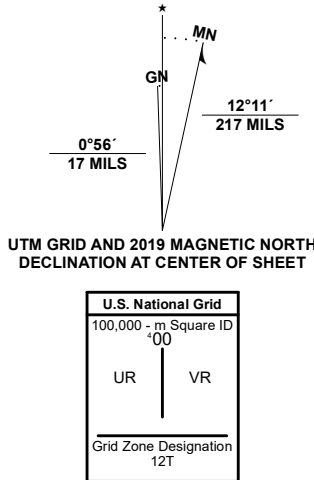 MN
GN
0°56´
17 MILS
12°11´
217 MILS
UTM GRID AND 2019 MAGNETIC NORTH
DECLINATION AT CENTER OF SHEET
U.S. National Grid
100,000 - m Square ID
⁴00
UR VR
Grid Zone Designation
12T